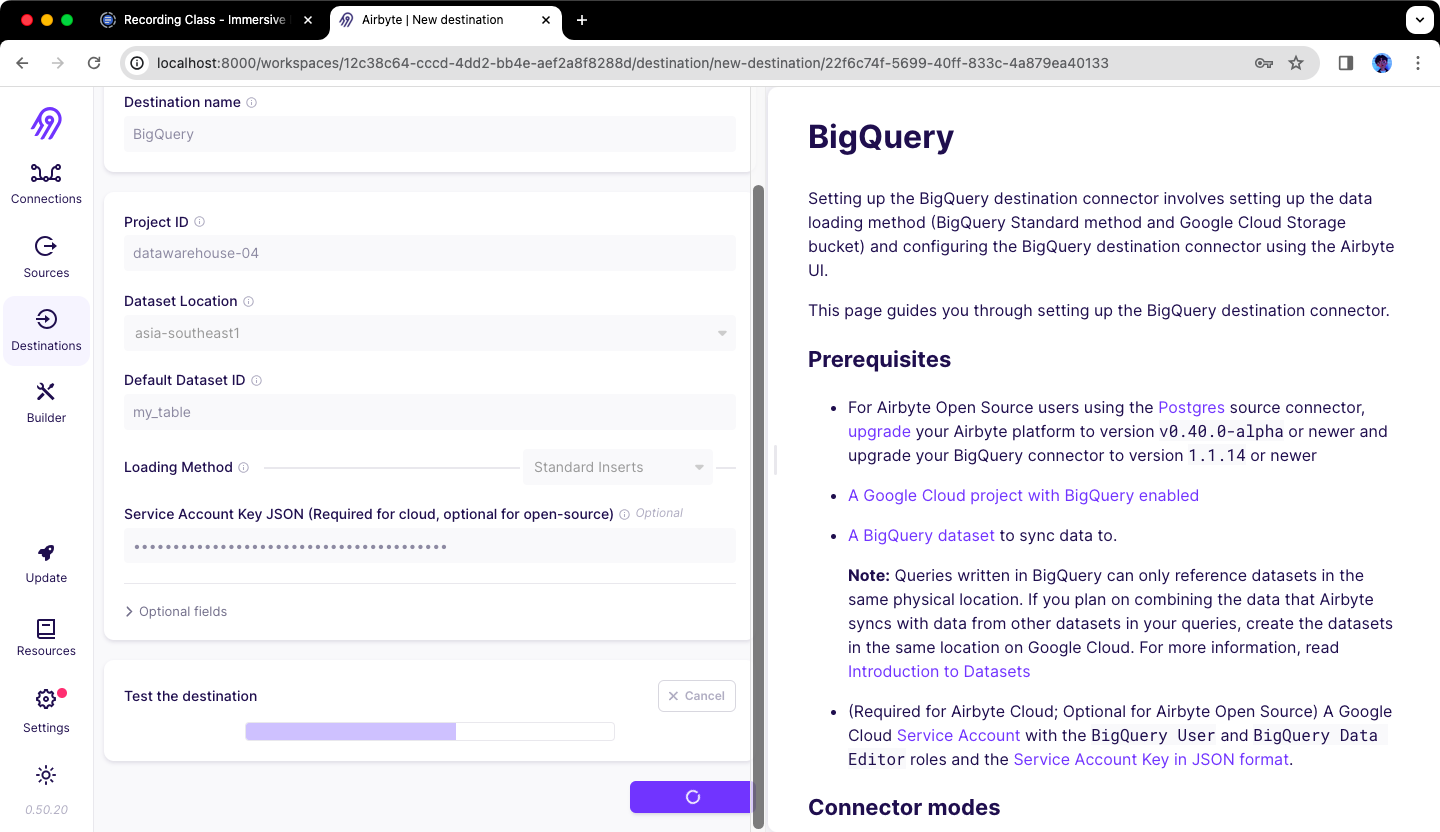 Recording Class - Immersive
Airbyte | New destination
localhost:8000/workspaces/12c38c64-cccd-4dd2-bb4e-aef2a8f8288d/destination/new-destination/22f6c74f-5699-40ff-833c-4a879ea40133
Connections
Sources
Destinations
Builder
Update
Resources
Settings
0.50.20
Destination name
BigQuery
Project ID
datawarehouse-04
Dataset Location
asia-southeast1
Default Dataset ID
my_table
Loading Method
Standard Inserts
Service Account Key JSON (Required for cloud, optional for open-source) Optional
••••••••••••••••••••••••••••••••••••••••
Optional fields
Test the destination
Cancel
BigQuery
Setting up the BigQuery destination connector involves setting up the data
loading method (BigQuery Standard method and Google Cloud Storage
bucket) and configuring the BigQuery destination connector using the Airbyte
UI.
This page guides you through setting up the BigQuery destination connector.
Prerequisites
• For Airbyte Open Source users using the Postgres source connector,
upgrade your Airbyte platform to version v0.40.0-alpha or newer and
upgrade your BigQuery connector to version 1.1.14 or newer
• A Google Cloud project with BigQuery enabled
• A BigQuery dataset to sync data to.
Note: Queries written in BigQuery can only reference datasets in the
same physical location. If you plan on combining the data that Airbyte
syncs with data from other datasets in your queries, create the datasets
in the same location on Google Cloud. For more information, read
Introduction to Datasets
• (Required for Airbyte Cloud; Optional for Airbyte Open Source) A Google
Cloud Service Account with the BigQuery User and BigQuery Data
Editor roles and the Service Account Key in JSON format.
Connector modes